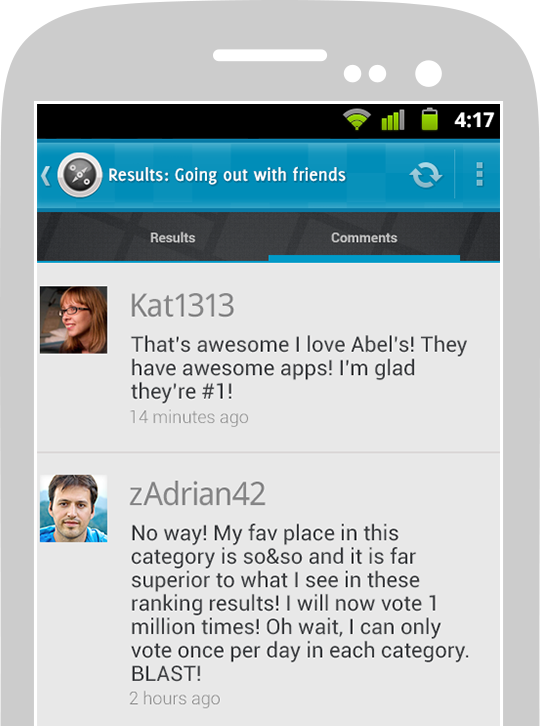 4:17
Results: Going out with friends
Results Comments
Kat1313
That's awesome I love Abel's! They
have awesome apps! I'm glad
they're #1!
14 minutes ago
zAdrian42
No way! My fav place in this
category is so&so and it is far
superior to what I see in these
ranking results! I will now vote 1
million times! Oh wait, I can only
vote once per day in each category.
BLAST!
2 hours ago